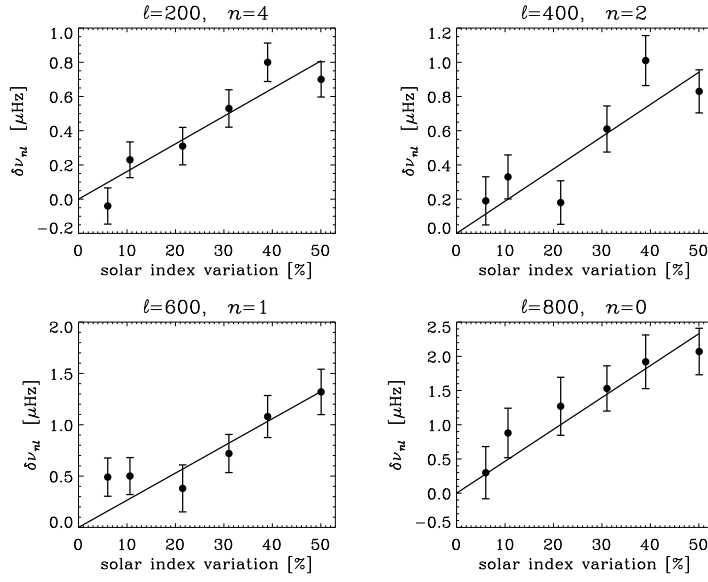 ℓ=200, n=4
1.0
0.8
0.6
0.4
0.2
0.0
−0.2
δν_nl [μHz]
0 10 20 30 40 50
solar index variation [%]
ℓ=400, n=2
1.2
1.0
0.8
0.6
0.4
0.2
0.0
δν_nl [μHz]
0 10 20 30 40 50
solar index variation [%]
ℓ=600, n=1
2.0
1.5
1.0
0.5
0.0
δν_nl [μHz]
0 10 20 30 40 50
solar index variation [%]
ℓ=800, n=0
2.5
2.0
1.5
1.0
0.5
0.0
−0.5
δν_nl [μHz]
0 10 20 30 40 50
solar index variation [%]